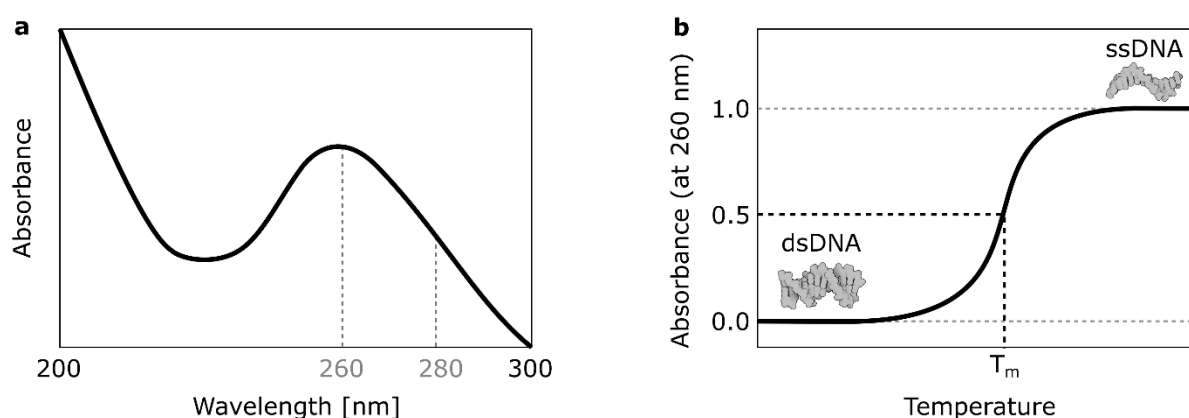 a
Absorbance
200
260
280
300
Wavelength [nm]
b
Absorbance (at 260 nm)
1.0
0.5
0.0
ssDNA
dsDNA
Tm
Temperature